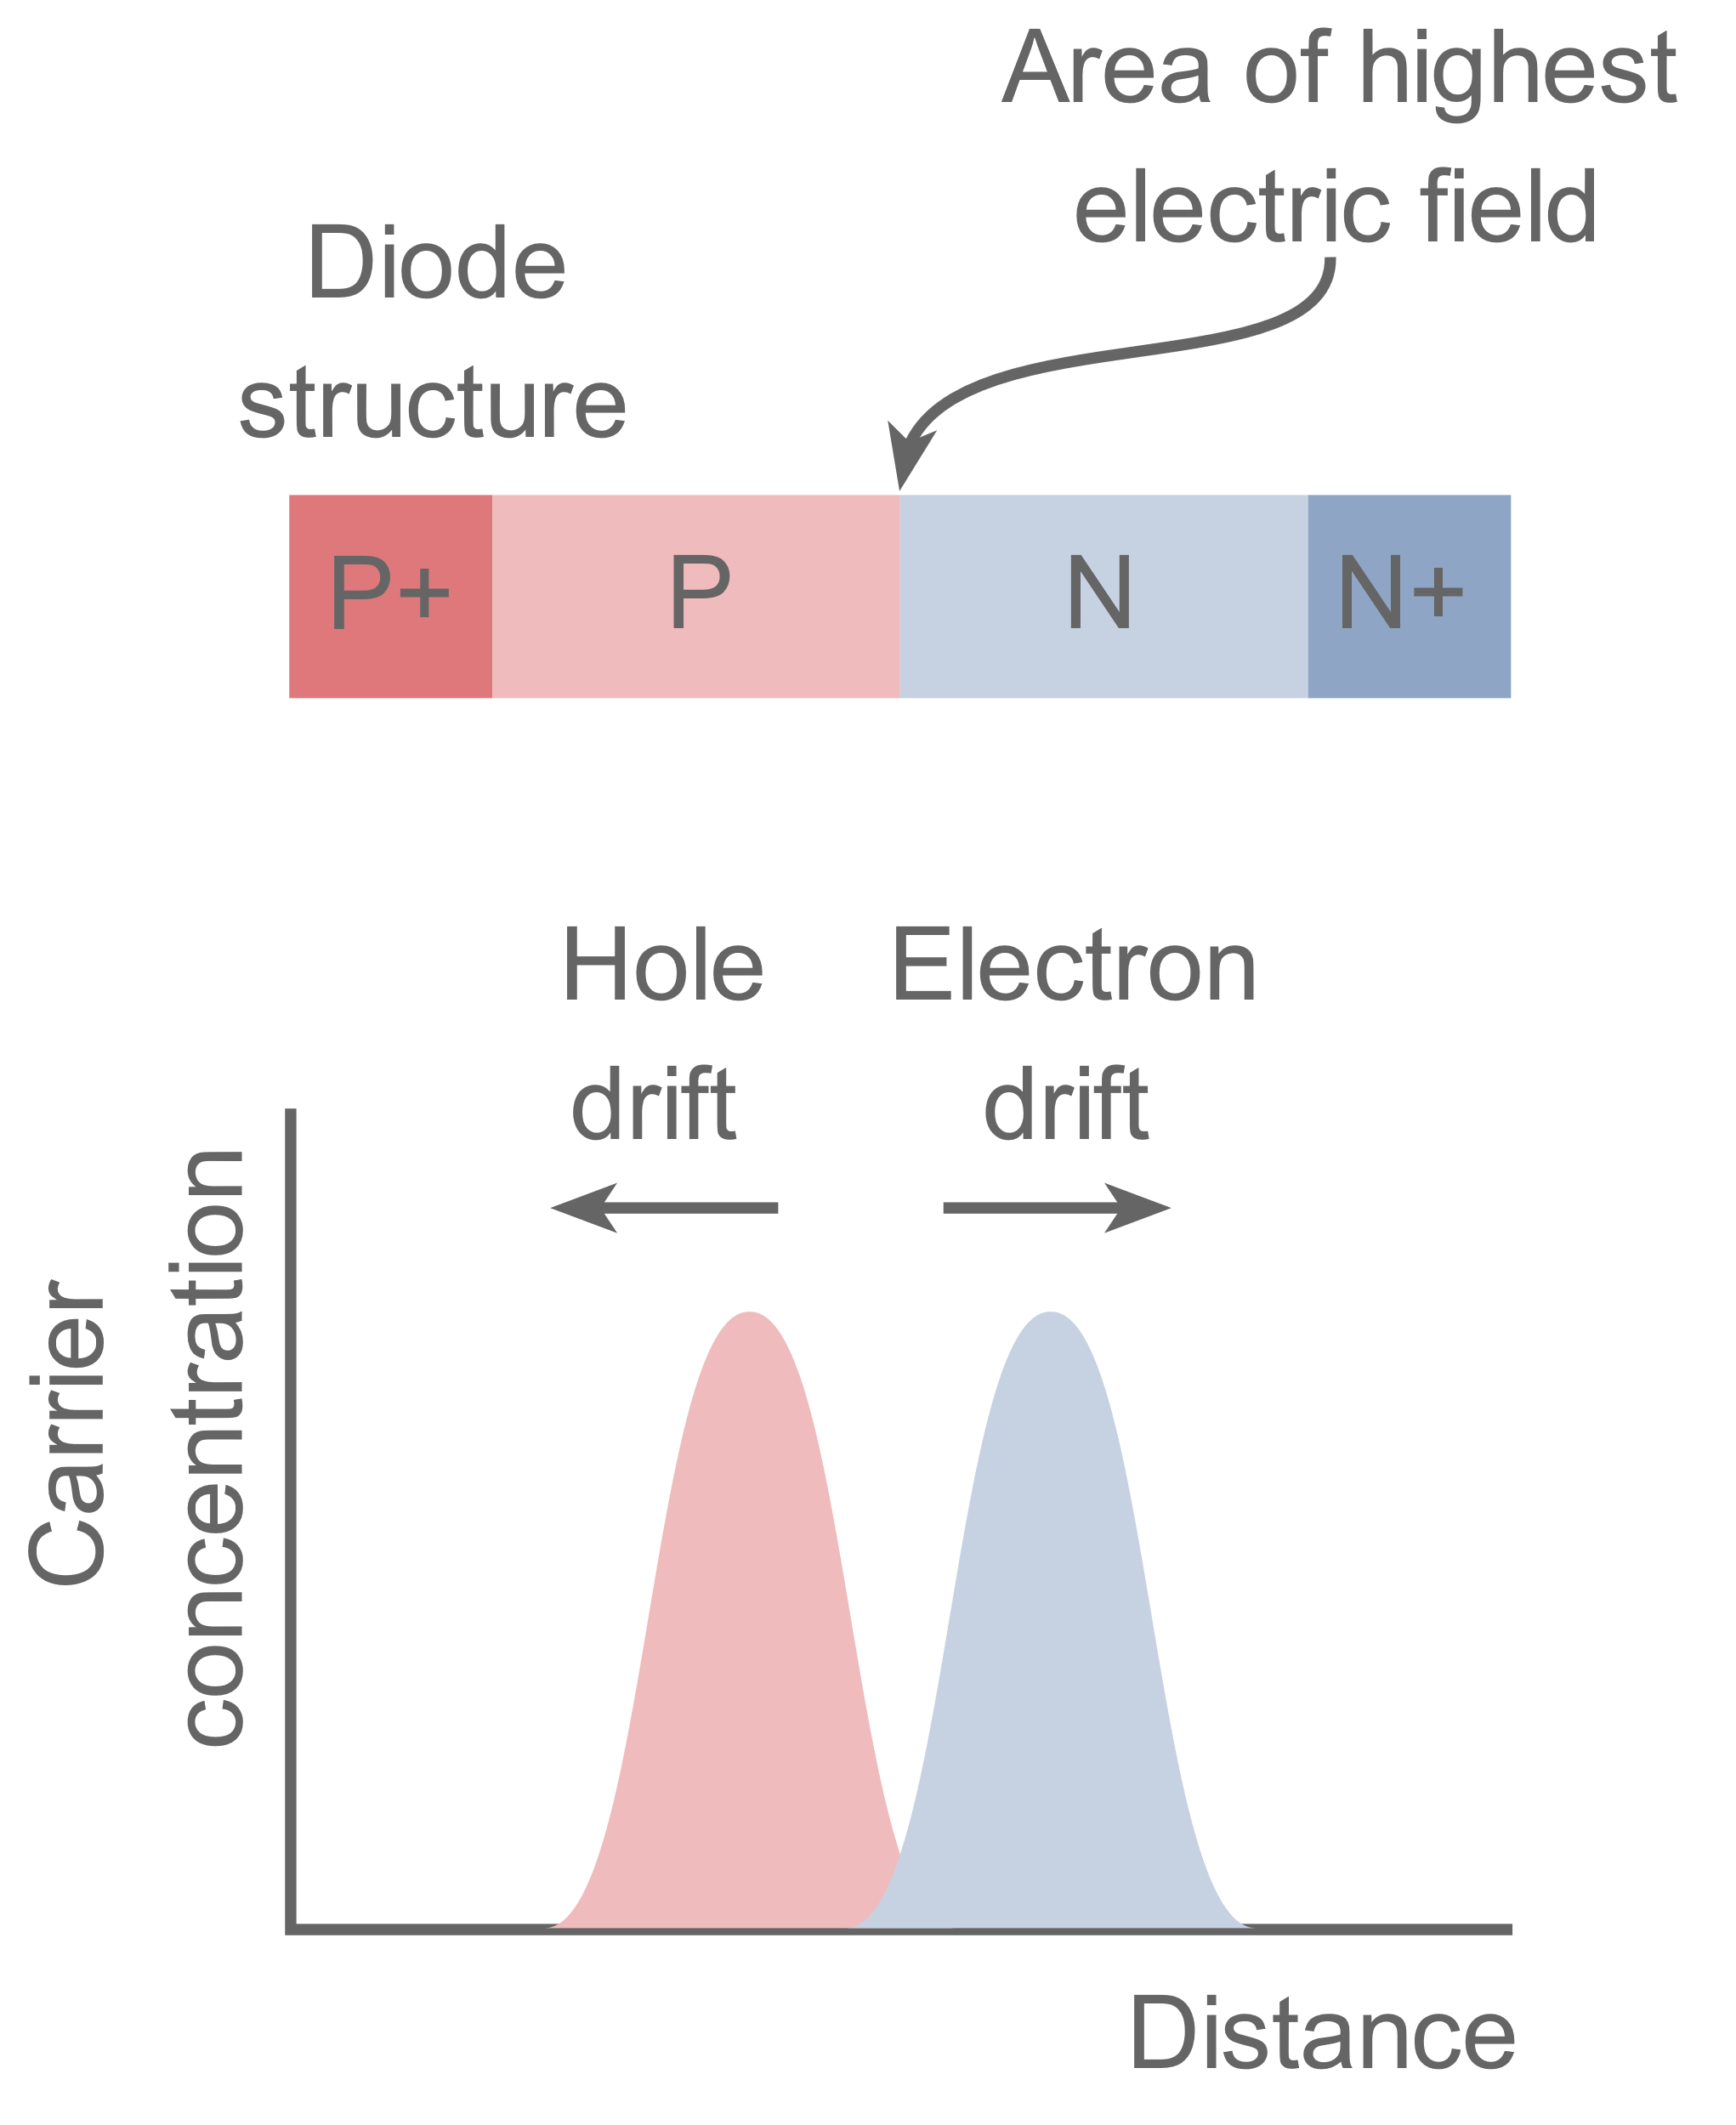 Area of highest
electric field
Diode
structure
P+ P N N+
Hole
drift
Electron
drift
Carrier
concentration
Distance